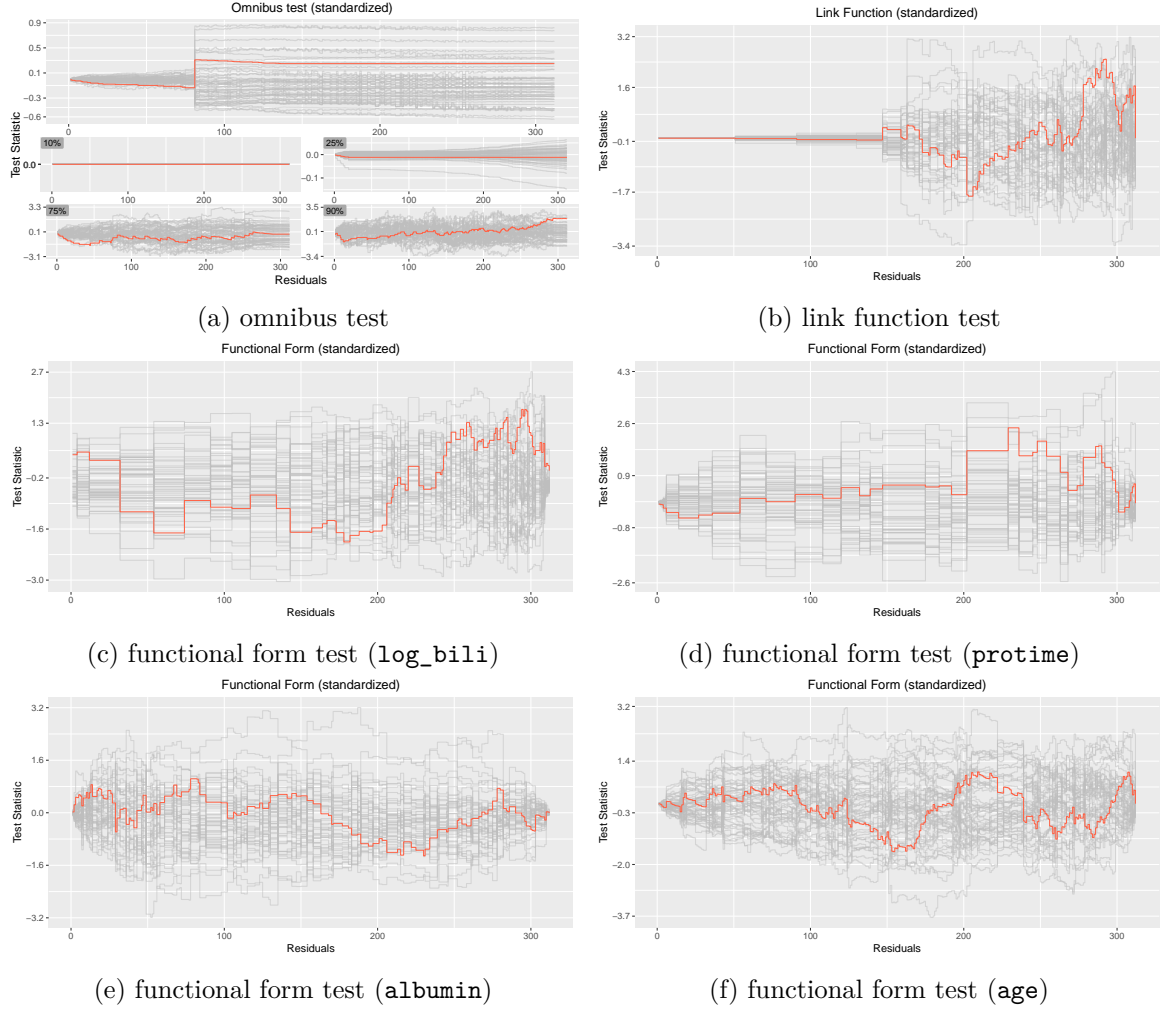 Omnibus test (standardized)
0.9
0.5
0.1
−0.3
−0.6
0 100 200 300
10%
0.0
0 100 200 300
25%
0.0
−0.1
0 100 200 300
75%
3.3
0.1
−3.1
0 100 200 300
90%
3.5
0.1
−3.4
0 100 200 300
Test Statistic
Residuals
(a) omnibus test
Link Function (standardized)
3.2
1.6
−0.1
−1.7
−3.4
Test Statistic
0 100 200 300
Residuals
(b) link function test
Functional Form (standardized)
2.7
1.3
−0.2
−1.6
−3.0
Test Statistic
0 100 200 300
Residuals
(c) functional form test (log_bili)
Functional Form (standardized)
4.3
2.6
0.9
−0.8
−2.6
Test Statistic
0 100 200 300
Residuals
(d) functional form test (protime)
Functional Form (standardized)
3.2
1.6
0.0
−1.6
−3.2
Test Statistic
0 100 200 300
Residuals
(e) functional form test (albumin)
Functional Form (standardized)
3.2
1.4
−0.3
−2.0
−3.7
Test Statistic
0 100 200 300
Residuals
(f) functional form test (age)